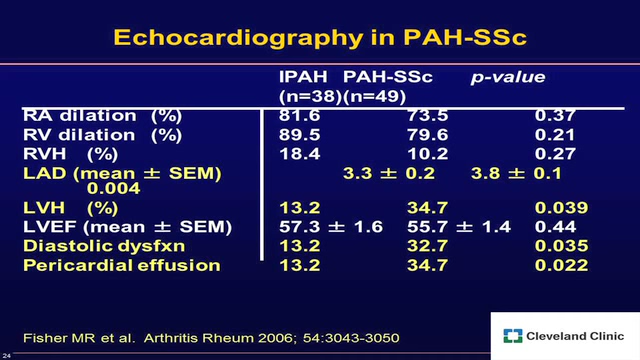 Echocardiography in PAH-SSc
IPAH PAH-SSc p-value
(n=38)(n=49)
RA dilation (%) 81.6 73.5 0.37
RV dilation (%) 89.5 79.6 0.21
RVH (%) 18.4 10.2 0.27
LAD (mean ± SEM) 3.3 ± 0.2 3.8 ± 0.1
0.004
LVH (%) 13.2 34.7 0.039
LVEF (mean ± SEM) 57.3 ± 1.6 55.7 ± 1.4 0.44
Diastolic dysfxn 13.2 32.7 0.035
Pericardial effusion 13.2 34.7 0.022
Fisher MR et al. Arthritis Rheum 2006; 54:3043-3050
Cleveland Clinic
24